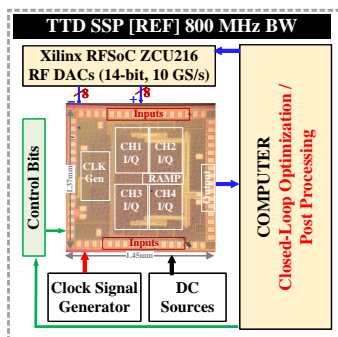 TTD SSP [REF] 800 MHz BW
Xilinx RFSoC ZCU216
RF DACs (14-bit, 10 GS/s)
8
8
− +
Inputs
CH1
I/Q
CH2
I/Q
CLK
Gen
RAMP
CH3
I/Q
CH4
I/Q
Output
Inputs
1.37mm
1.45mm
Control Bits
Clock Signal
Generator
DC
Sources
COMPUTER
Closed-Loop Optimization /
Post Processing